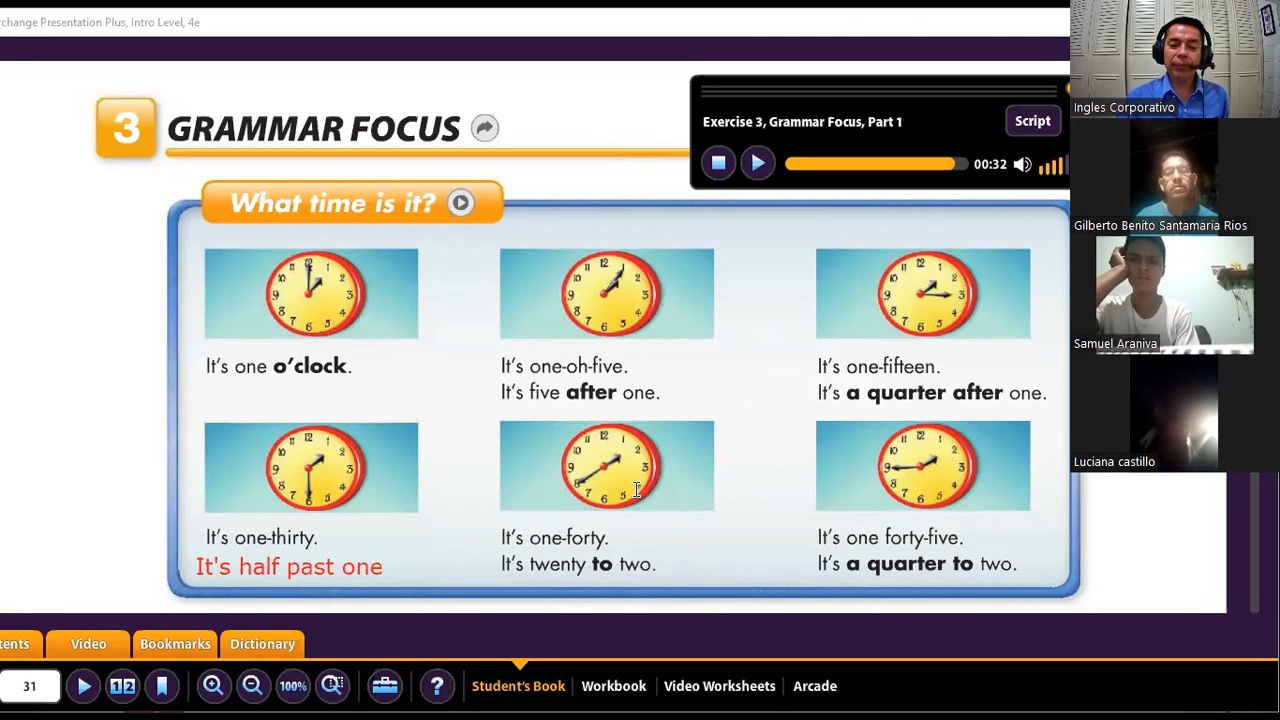 rchange Presentation Plus, Intro Level, 4e
Ingles Corporativo
3 GRAMMAR FOCUS
Exercise 3, Grammar Focus, Part 1
Script
00:32
What time is it?
Gilberto Benito Santamaria Rios
It's one o'clock.
It's one-oh-five.
It's five after one.
It's one-fifteen.
It's a quarter after one.
Samuel Araniva
Luciana castillo
It's one-thirty.
It's half past one
It's one-forty.
It's twenty to two.
It's one forty-five.
It's a quarter to two.
tents
Video
Bookmarks
Dictionary
31
12
100%
?
Student's Book
Workbook
Video Worksheets
Arcade